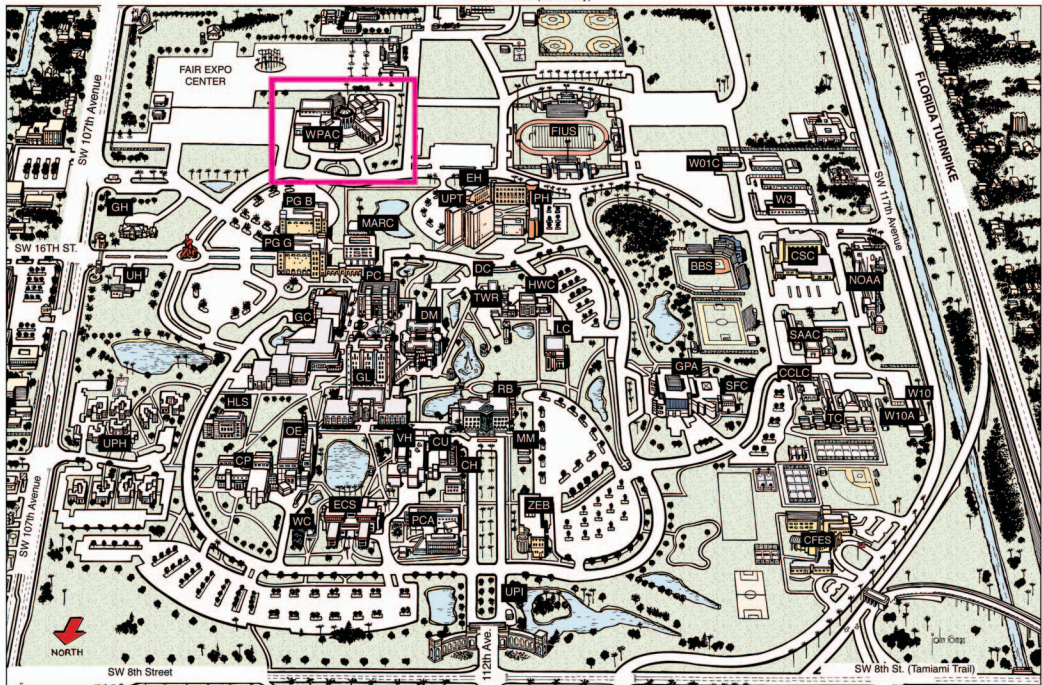 FAIR EXPO
CENTER
WPAC
FIUS
FLORIDA TURNPIKE
SW 107th Avenue
W01C
EH
UPT
PH
PG B
W3
SW 117th Avenue
GH
MARC
SW 16TH ST.
PG G
CSC
BBS
UH
PC
DC
HWC
NOAA
TWR
GC
DM
LC
SAAC
GPA
CCLC
GL
SFC
RB
W10
HLS
TC
W10A
OE
UPH
VH
CU
MM
CP
CH
SW 107th Avenue
ECS
ZEB
WC
PCA
CFES
UPI
NORTH
112th Ave.
SW 8th Street
SW 8th St. (Tamiami Trail)